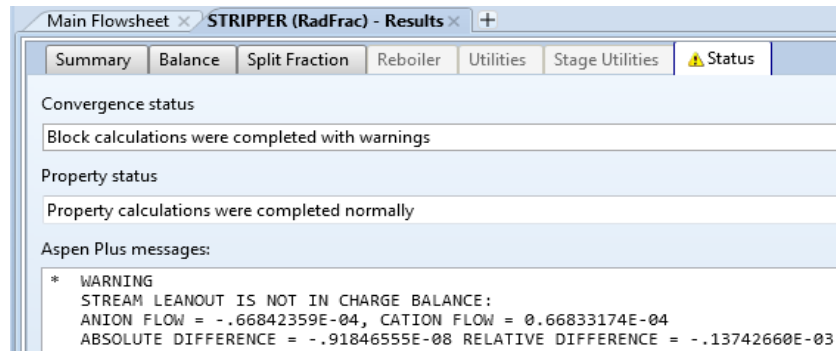 Main Flowsheet × STRIPPER (RadFrac) - Results × +
Summary Balance Split Fraction Reboiler Utilities Stage Utilities Status
Convergence status
Block calculations were completed with warnings
Property status
Property calculations were completed normally
Aspen Plus messages:
* WARNING
STREAM LEANOUT IS NOT IN CHARGE BALANCE:
ANION FLOW = -.66842359E-04, CATION FLOW = 0.66833174E-04
ABSOLUTE DIFFERENCE = -.91846555E-08 RELATIVE DIFFERENCE = -.13742660E-03